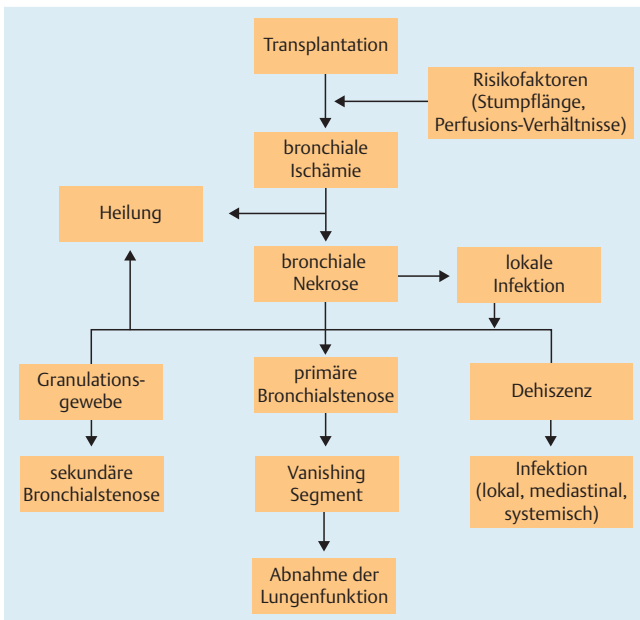 Transplantation
Risikofaktoren
(Stumpflänge,
Perfusions-Verhältnisse)
bronchiale
Ischämie
Heilung
bronchiale
Nekrose
lokale
Infektion
Granulations-
gewebe
primäre
Bronchialstenose
Dehiszenz
sekundäre
Bronchialstenose
Vanishing
Segment
Infektion
(lokal, mediastinal,
systemisch)
Abnahme der
Lungenfunktion